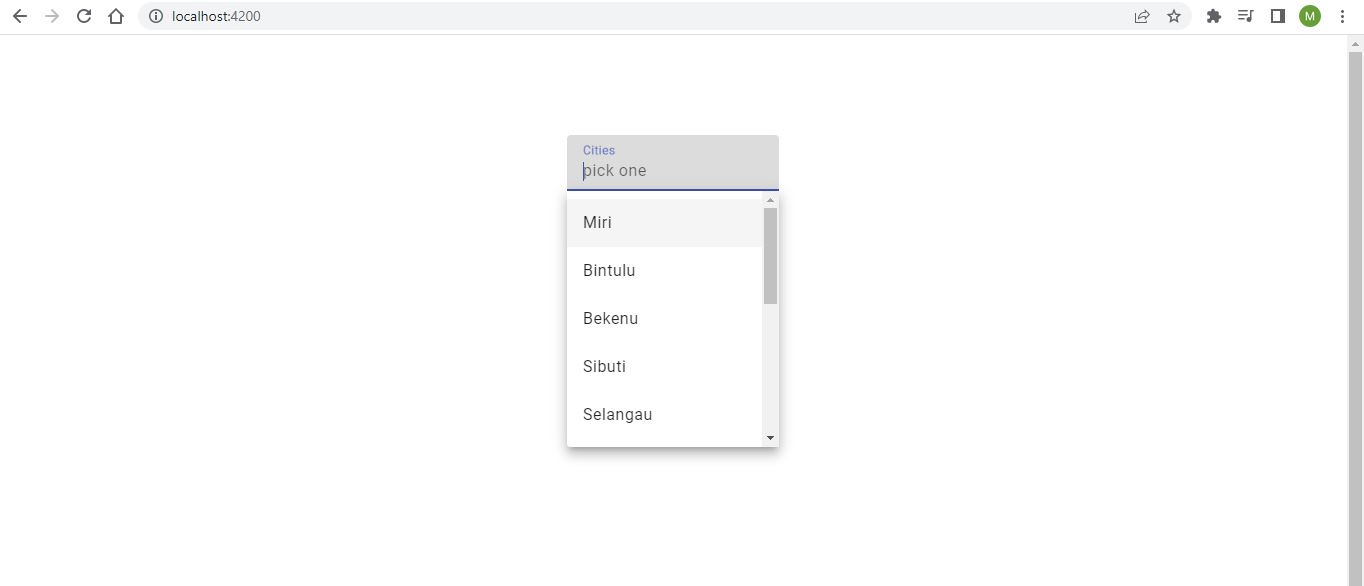 localhost:4200
M
Cities
pick one
Miri
Bintulu
Bekenu
Sibuti
Selangau